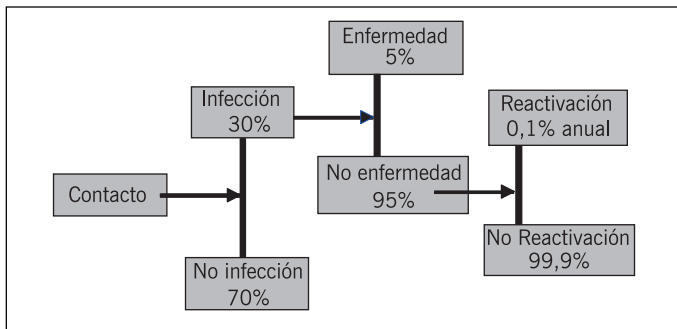 Contacto
Infección
30%
No infección
70%
Enfermedad
5%
No enfermedad
95%
Reactivación
0,1% anual
No Reactivación
99,9%